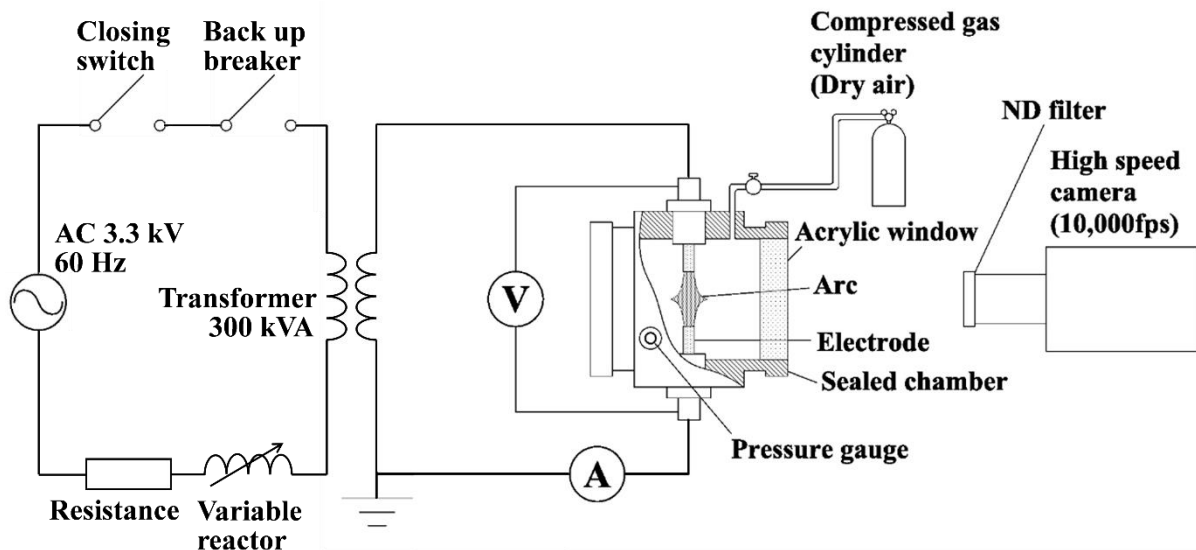 Closing
switch
Back up
breaker
AC 3.3 kV
60 Hz
Transformer
300 kVA
Resistance
Variable
reactor
V
A
Compressed gas
cylinder
(Dry air)
ND filter
High speed
camera
(10,000fps)
Acrylic window
Arc
Electrode
Sealed chamber
Pressure gauge